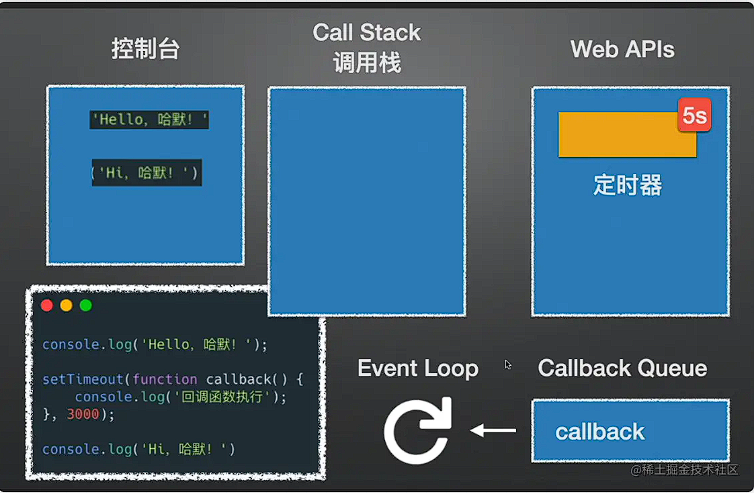 控制台
Call Stack
调用栈
Web APIs
'Hello, 哈默! '
('Hi, 哈默! ')
5s
定时器
console.log('Hello, 哈默! ');
setTimeout(function callback() {
console.log('回调函数执行');
}, 3000);
console.log('Hi, 哈默! ')
Event Loop
Callback Queue
callback
@稀土掘金技术社区